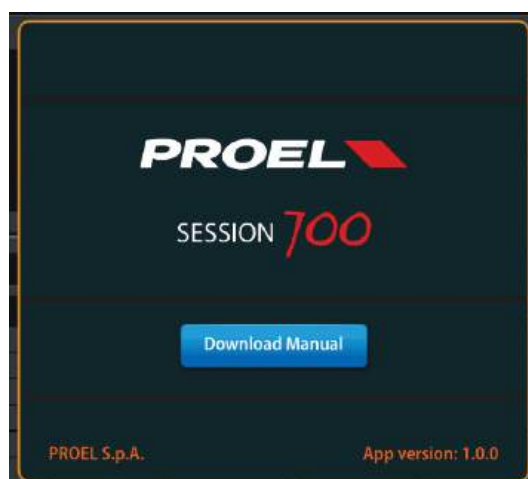 PROEL
SESSION 700
Download Manual
PROEL S.p.A. App version: 1.0.0